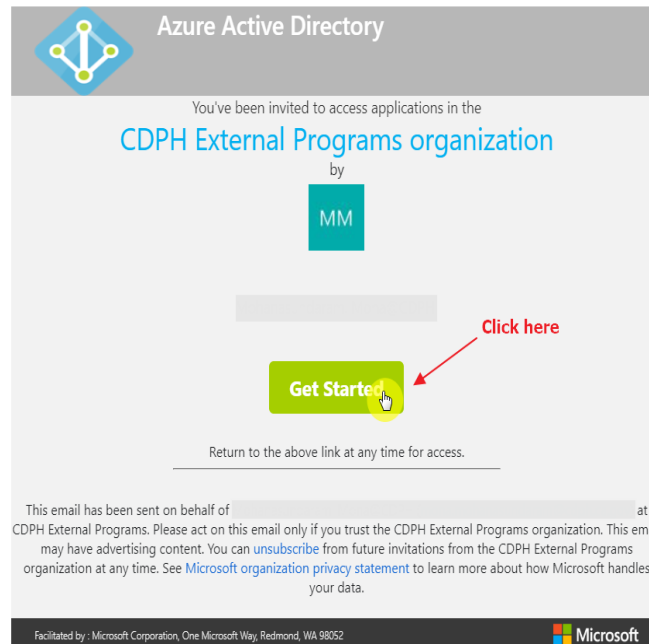 Azure Active Directory
You've been invited to access applications in the
CDPH External Programs organization
by
MM
Click here
Get Started
Return to the above link at any time for access.
This email has been sent on behalf of at
CDPH External Programs. Please act on this email only if you trust the CDPH External Programs organization. This em
may have advertising content. You can unsubscribe from future invitations from the CDPH External Programs
organization at any time. See Microsoft organization privacy statement to learn more about how Microsoft handles
your data.
Facilitated by : Microsoft Corporation, One Microsoft Way, Redmond, WA 98052
Microsoft